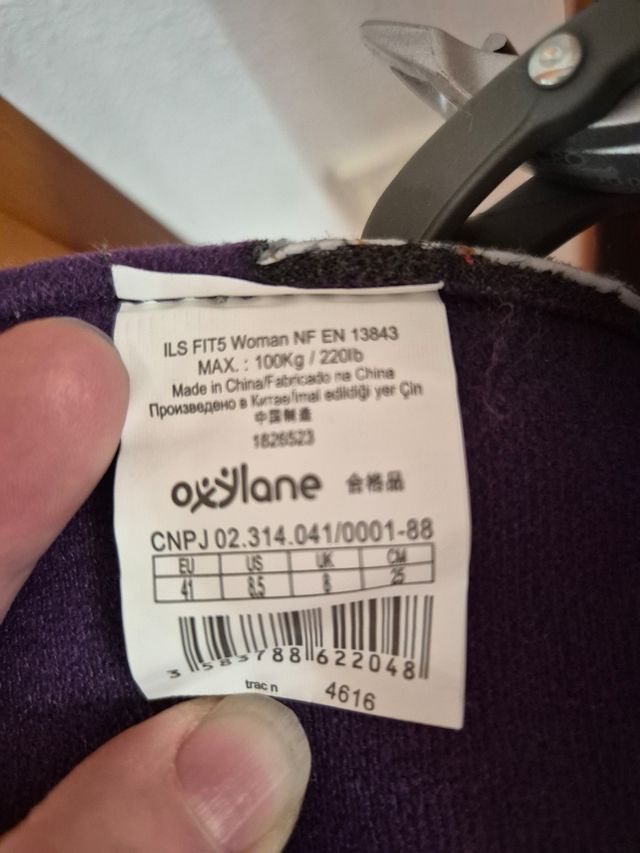 ILS FIT5 Woman NF EN 13843
MAX. : 100Kg / 220lb
Made in China/Fabricado na China
Произведено в Китае/Imal edildiği yer Çin
中国制造
1826523
oxylane 合格品
CNPJ 02.314.041/0001-88
EU US UK CM
41 8.5 8 25
3 583788 622048
trac n 4616